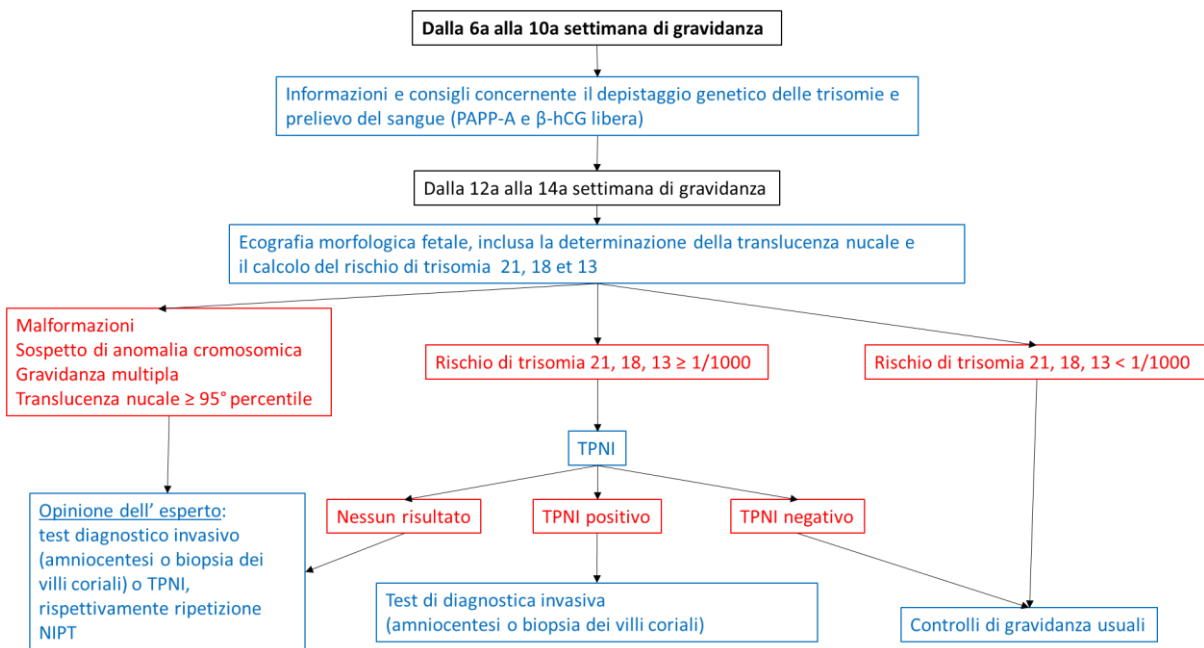 Dalla 6a alla 10a settimana di gravidanza
Informazioni e consigli concernente il depistaggio genetico delle trisomie e
prelievo del sangue (PAPP-A e β-hCG libera)
Dalla 12a alla 14a settimana di gravidanza
Ecografia morfologica fetale, inclusa la determinazione della translucenza nucale e
il calcolo del rischio di trisomia 21, 18 et 13
Malformazioni
Sospetto di anomalia cromosomica
Gravidanza multipla
Translucenza nucale ≥ 95° percentile
Rischio di trisomia 21, 18, 13 ≥ 1/1000
Rischio di trisomia 21, 18, 13 < 1/1000
TPNI
Nessun risultato
TPNI positivo
TPNI negativo
Opinione dell' esperto:
test diagnostico invasivo
(amniocentesi o biopsia dei
villi coriali) o TPNI,
rispettivamente ripetizione
NIPT
Test di diagnostica invasiva
(amniocentesi o biopsia dei villi coriali)
Controlli di gravidanza usuali